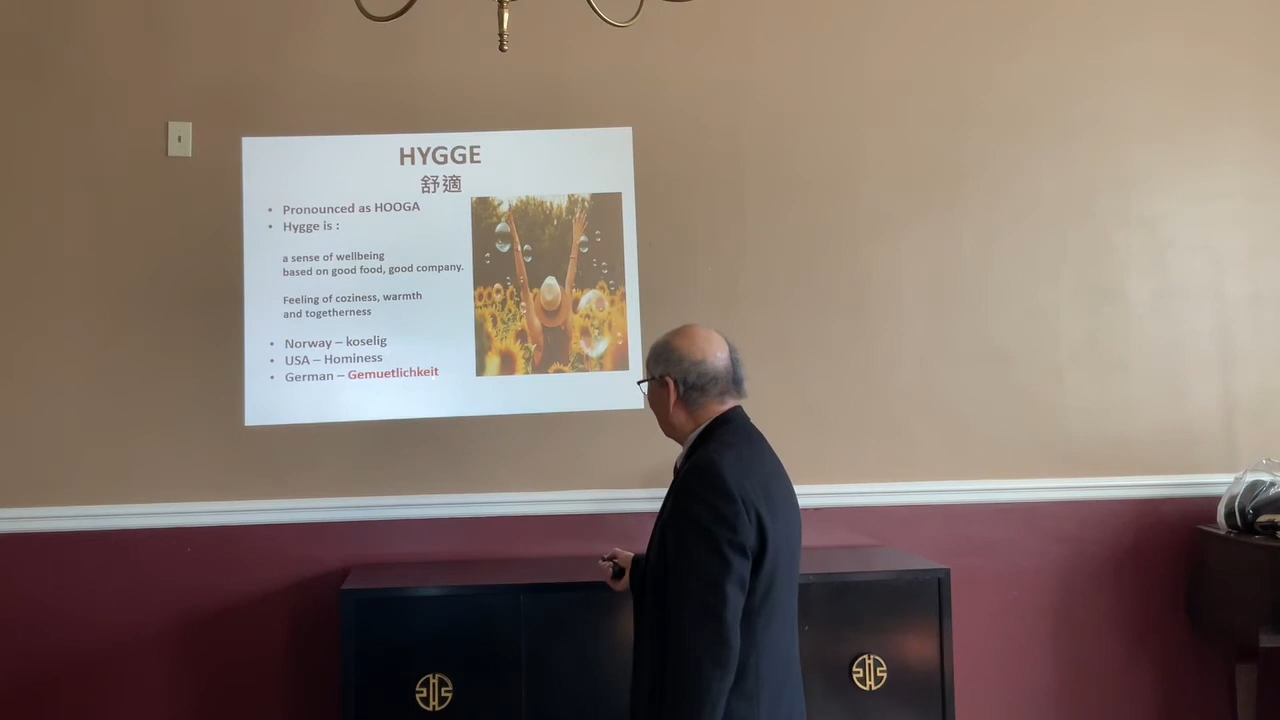 HYGGE
舒適
• Pronounced as HOOGA
• Hygge is :
a sense of wellbeing
based on good food, good company.
Feeling of coziness, warmth
and togetherness
• Norway – koselig
• USA – Hominess
• German – Gemuetlichkeit